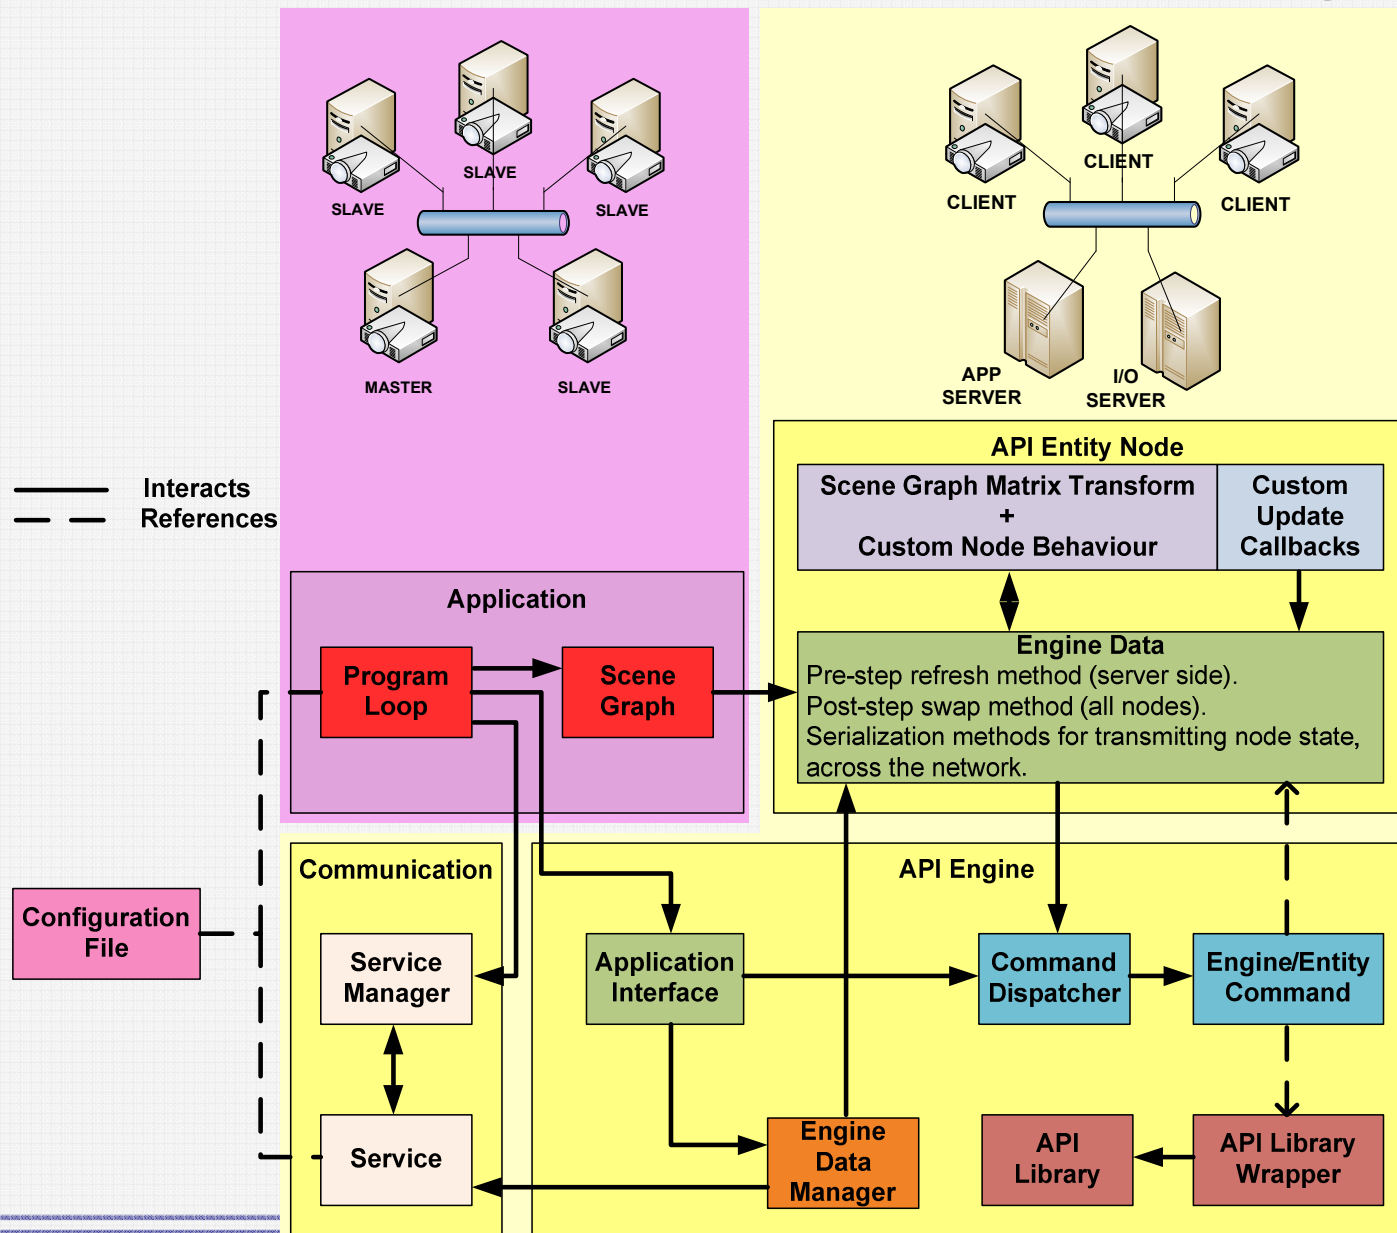 SLAVE
SLAVE
SLAVE
MASTER
SLAVE
CLIENT
CLIENT
CLIENT
APP
SERVER
I/O
SERVER
Interacts
References
API Entity Node
Scene Graph Matrix Transform
+
Custom Node Behaviour
Custom
Update
Callbacks
Engine Data
Pre-step refresh method (server side).
Post-step swap method (all nodes).
Serialization methods for transmitting node state,
across the network.
Application
Program
Loop
Scene
Graph
Configuration
File
Communication
Service
Manager
Service
API Engine
Application
Interface
Command
Dispatcher
Engine/Entity
Command
Engine
Data
Manager
API
Library
API Library
Wrapper